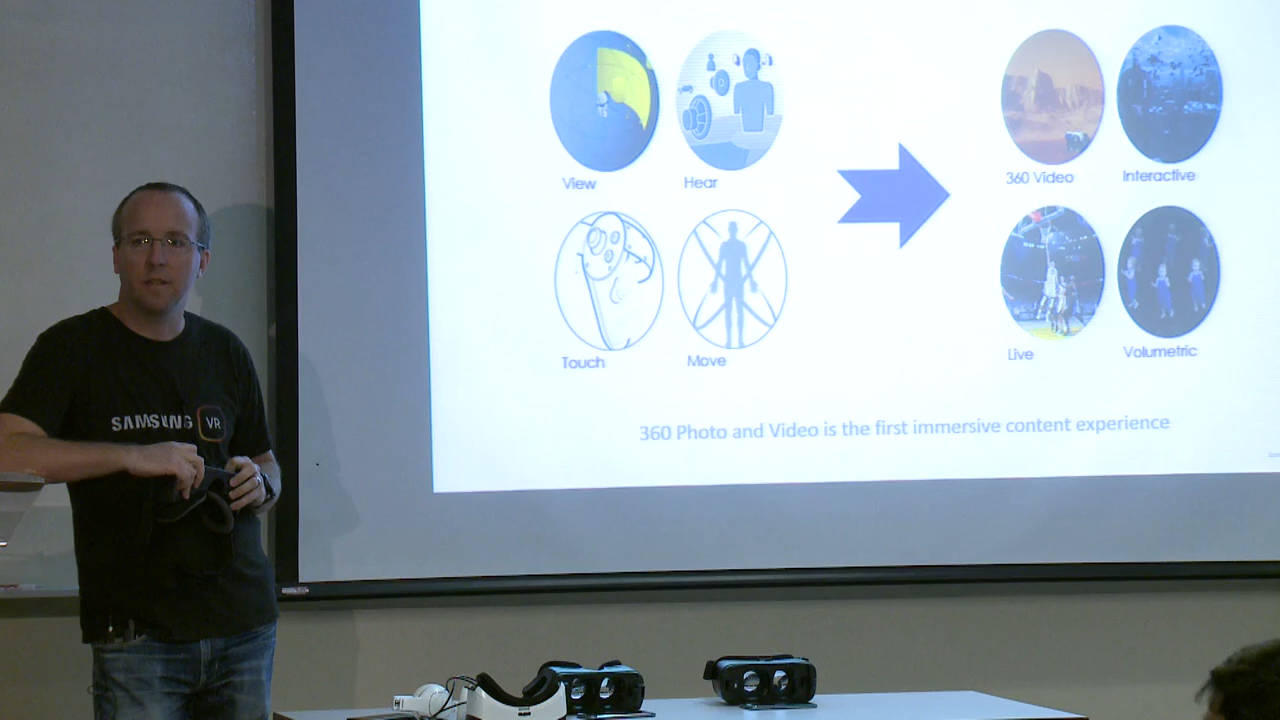 View
Hear
360 Video
Interactive
Touch
Move
Live
Volumetric
360 Photo and Video is the first immersive content experience
SAMSUNG VR